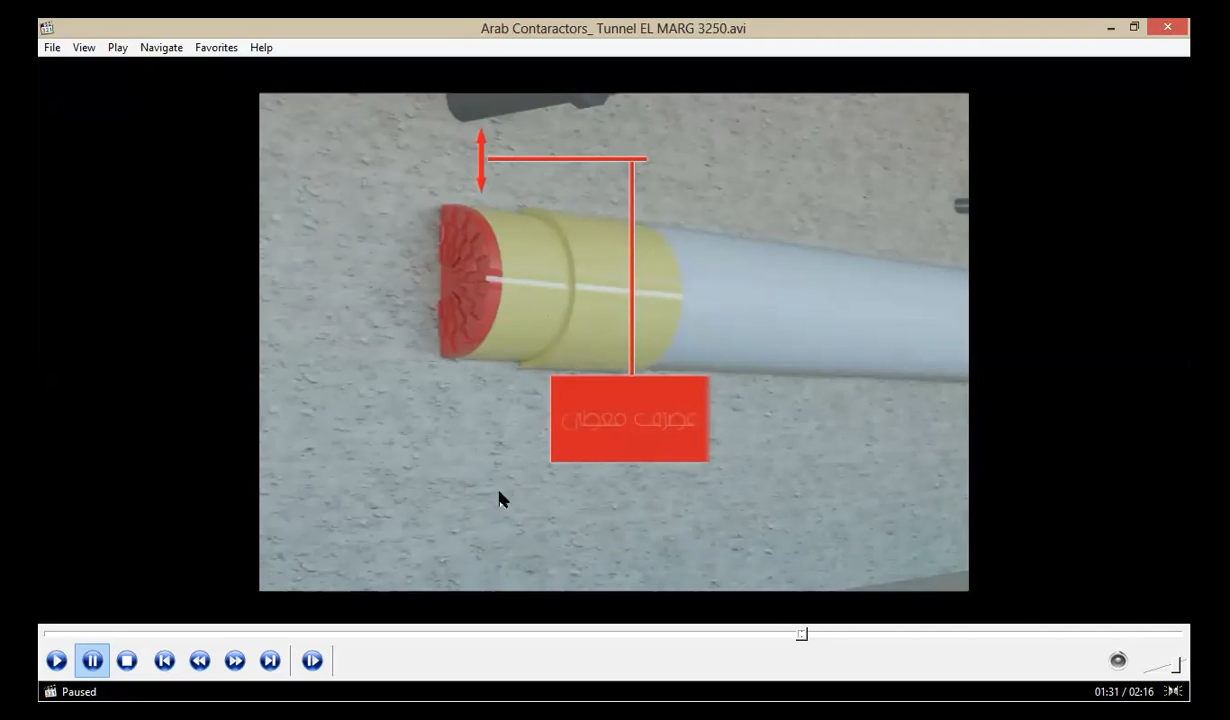 Arab Contaractors_ Tunnel EL MARG 3250.avi
File View Play Navigate Favorites Help
Paused
01:31 / 02:16